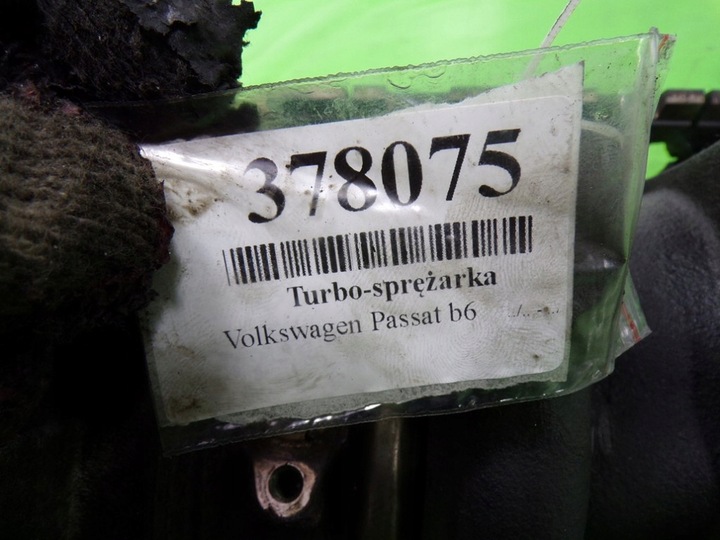 378075
Turbo-sprężarka
Volkswagen Passat b6